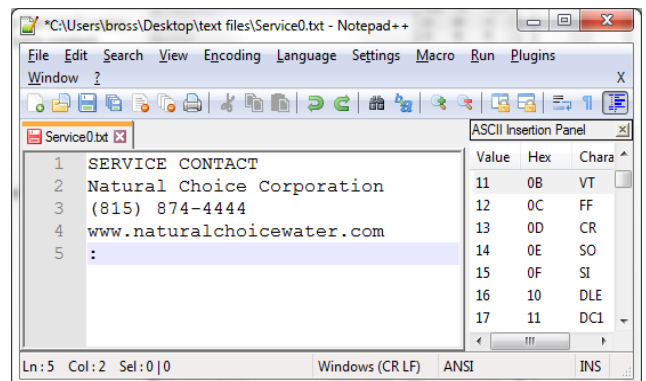 *C:\Users\bross\Desktop\text files\Service0.txt - Notepad++
File Edit Search View Encoding Language Settings Macro Run Plugins
Window ? X
Service0.txt
ASCII Insertion Panel
Value Hex Chara
1 SERVICE CONTACT
2 Natural Choice Corporation
3 (815) 874-4444
4 www.naturalchoicewater.com
5 :
11 0B VT
12 0C FF
13 0D CR
14 0E SO
15 0F SI
16 10 DLE
17 11 DC1
Ln:5 Col:2 Sel:0|0 Windows (CR LF) ANSI INS